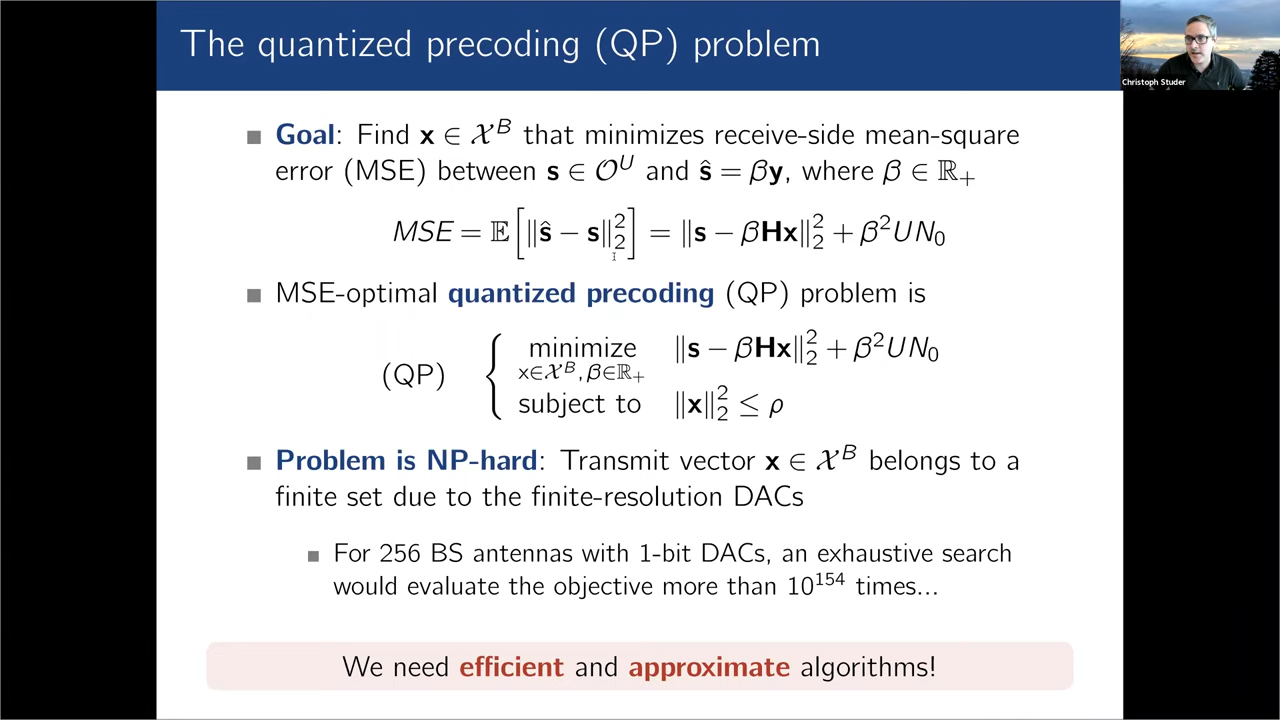 The quantized precoding (QP) problem
Christoph Studer
■ Goal: Find x ∈ 𝒳^B that minimizes receive-side mean-square
error (MSE) between s ∈ 𝒪^U and ŝ = βy, where β ∈ ℝ₊
MSE = 𝔼[‖ŝ − s‖₂²] = ‖s − βHx‖₂² + β²UN₀
■ MSE-optimal quantized precoding (QP) problem is
(QP) { minimize x∈𝒳^B, β∈ℝ₊ ‖s − βHx‖₂² + β²UN₀
subject to ‖x‖₂² ≤ ρ
■ Problem is NP-hard: Transmit vector x ∈ 𝒳^B belongs to a
finite set due to the finite-resolution DACs
■ For 256 BS antennas with 1-bit DACs, an exhaustive search
would evaluate the objective more than 10¹⁵⁴ times...
We need efficient and approximate algorithms!